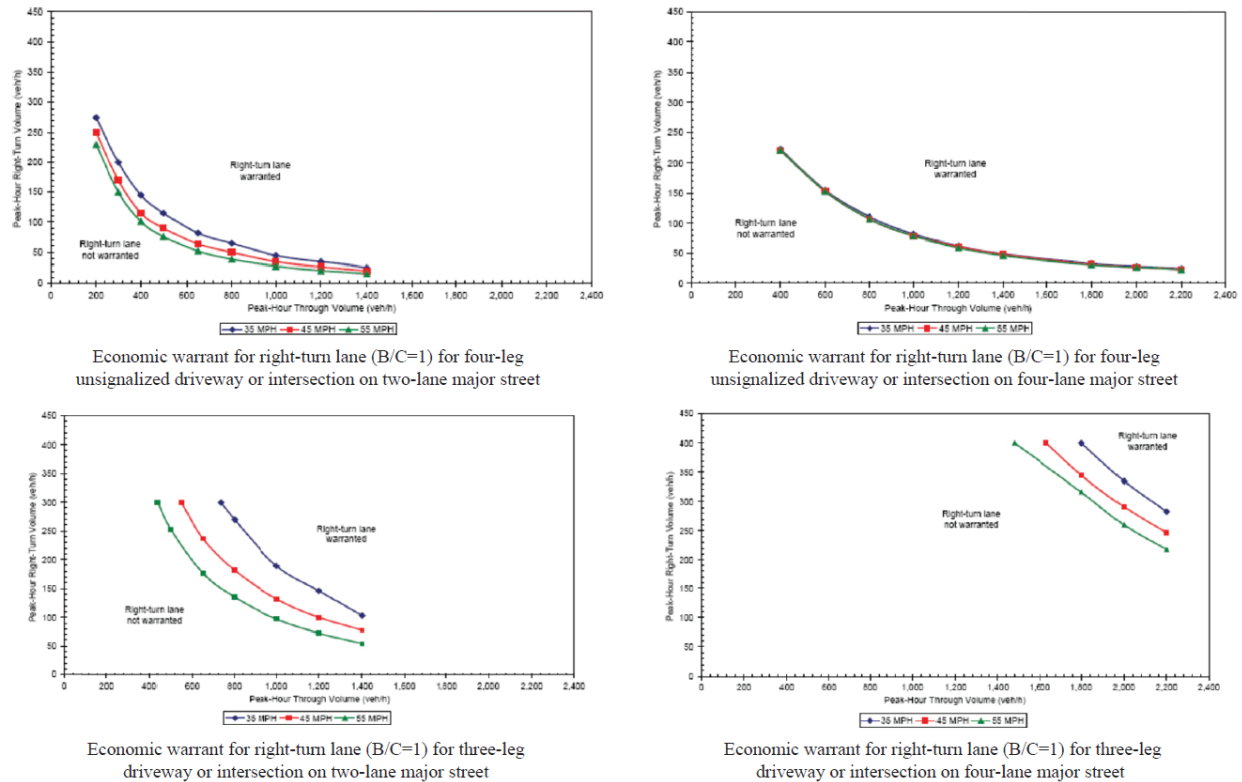 450
400
350
300
250
200
150
100
50
0
Peak-Hour Right-Turn Volume (veh/h)
Right-turn lane
warranted
Right-turn lane
not warranted
0 200 400 600 800 1,000 1,200 1,400 1,600 1,800 2,000 2,200 2,400
Peak-Hour Through Volume (veh/h)
35 MPH 45 MPH 55 MPH
Economic warrant for right-turn lane (B/C=1) for four-leg
unsignalized driveway or intersection on two-lane major street
450
400
350
300
250
200
150
100
50
0
Peak-Hour Right-Turn Volume (veh/h)
Right-turn lane
warranted
Right-turn lane
not warranted
0 200 400 600 800 1,000 1,200 1,400 1,600 1,800 2,000 2,200 2,400
Peak-Hour Through Volume (veh/h)
35 MPH 45 MPH 55 MPH
Economic warrant for right-turn lane (B/C=1) for four-leg
unsignalized driveway or intersection on four-lane major street
450
400
350
300
250
200
150
100
50
0
Peak-Hour Right-Turn Volume (veh/h)
Right-turn lane
warranted
Right-turn lane
not warranted
0 200 400 600 800 1,000 1,200 1,400 1,600 1,800 2,000 2,200 2,400
Peak-Hour Through Volume (veh/h)
35 MPH 45 MPH 55 MPH
Economic warrant for right-turn lane (B/C=1) for three-leg
driveway or intersection on two-lane major street
450
400
350
300
250
200
150
100
50
0
Peak-Hour Right-Turn Volume (veh/h)
Right-turn lane
warranted
Right-turn lane
not warranted
0 200 400 600 800 1,000 1,200 1,400 1,600 1,800 2,000 2,200 2,400
Peak-Hour Through Volume (veh/h)
35 MPH 45 MPH 55 MPH
Economic warrant for right-turn lane (B/C=1) for three-leg
driveway or intersection on four-lane major street